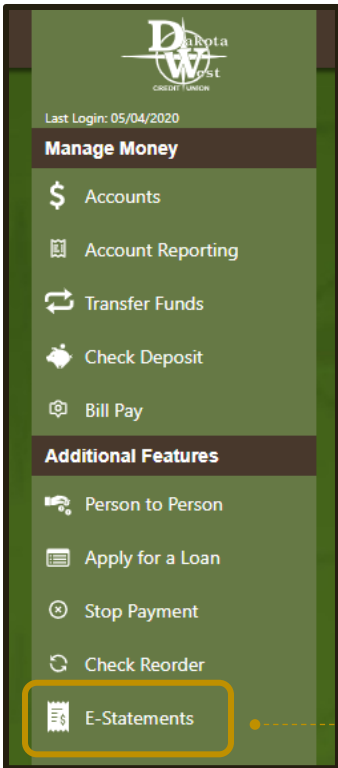 Dakota
West
CREDIT UNION
Last Login: 05/04/2020
Manage Money
Accounts
Account Reporting
Transfer Funds
Check Deposit
Bill Pay
Additional Features
Person to Person
Apply for a Loan
Stop Payment
Check Reorder
E-Statements